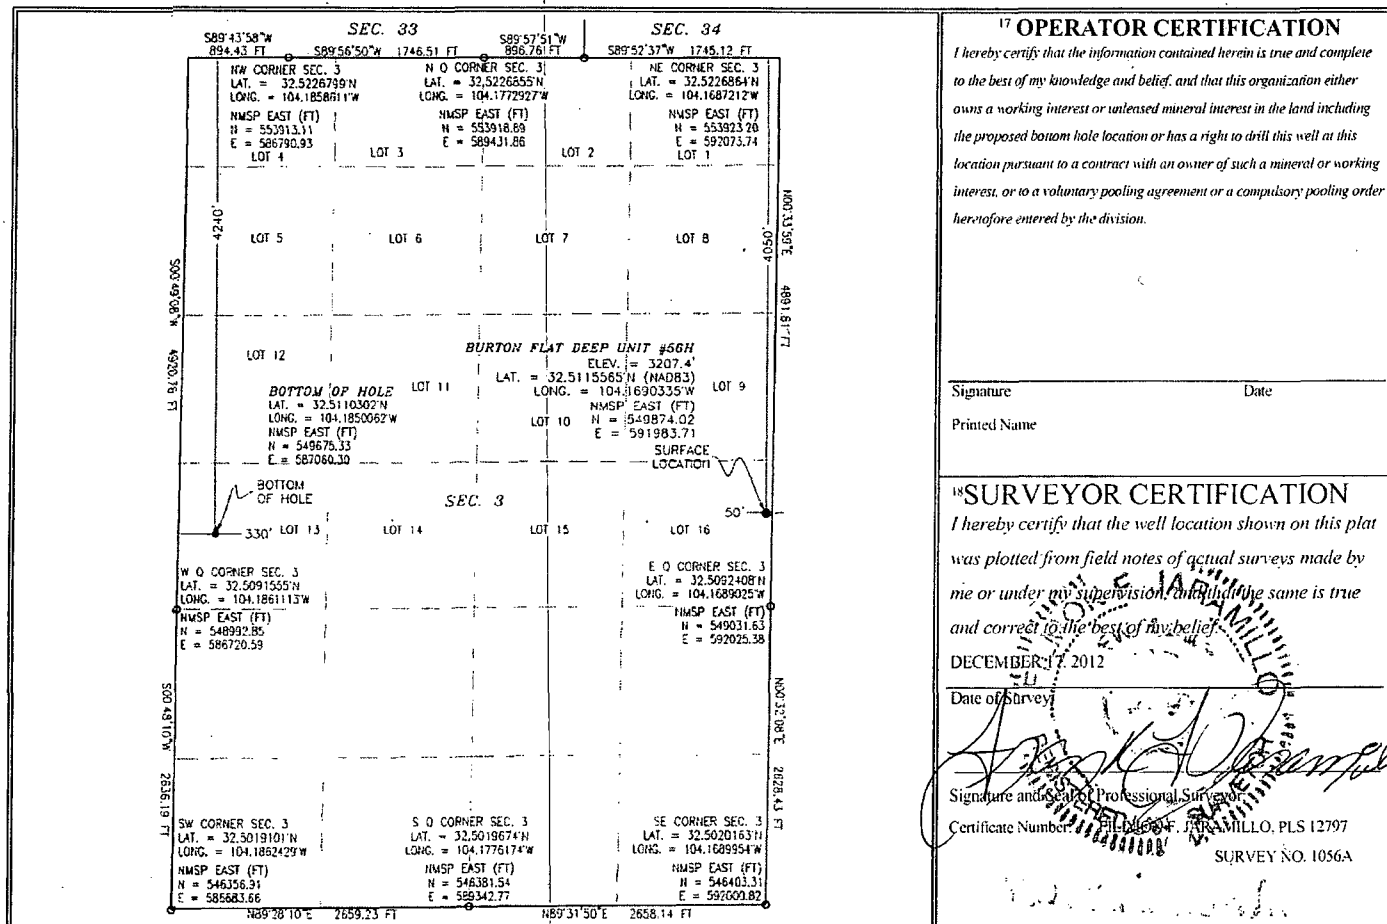 SEC. 33
SEC. 34
S89°43'58"W
894.43 FT
S89°56'50"W 1746.51 FT
S89°57'51"W
896.76 FT
S89°52'37"W 1745.12 FT
NW CORNER SEC. 3
LAT. = 32.5226799'N
LONG. = 104.1858611'W
NMSP EAST (FT)
N = 553913.11
E = 586790.93
LOT 4
N Q CORNER SEC. 3
LAT. = 32.5226855'N
LONG. = 104.1772927'W
NMSP EAST (FT)
N = 553918.69
E = 589431.86
LOT 3
LOT 2
NE CORNER SEC. 3
LAT. = 32.5226864'N
LONG. = 104.1687212'W
NMSP EAST (FT)
N = 553923.20
E = 592073.74
LOT 1
4240'
4050'
S00°49'08"W 4920.76 FT
N00°33'59"E 4891.61 FT
LOT 5
LOT 6
LOT 7
LOT 8
LOT 12
LOT 11
LOT 10
LOT 9
BURTON FLAT DEEP UNIT #56H
ELEV. = 3207.4'
LAT. = 32.5115565'N (NAD83)
LONG. = 104.1690335'W
NMSP EAST (FT)
N = 549874.02
E = 591983.71
SURFACE
LOCATION
BOTTOM OF HOLE
LAT. = 32.5110302'N
LONG. = 104.1850062'W
NMSP EAST (FT)
N = 549675.33
E = 587060.30
BOTTOM
OF HOLE
SEC. 3
330'
LOT 13
LOT 14
LOT 15
LOT 16
50'
W Q CORNER SEC. 3
LAT. = 32.5091555'N
LONG. = 104.1861113'W
NMSP EAST (FT)
N = 548992.85
E = 586720.59
E Q CORNER SEC. 3
LAT. = 32.5092408'N
LONG. = 104.1689025'W
NMSP EAST (FT)
N = 549031.63
E = 592025.38
S00°48'10"W 2636.19 FT
N00°32'08"E 2628.43 FT
SW CORNER SEC. 3
LAT. = 32.5019101'N
LONG. = 104.1862429'W
NMSP EAST (FT)
N = 546356.91
E = 586683.66
S Q CORNER SEC. 3
LAT. = 32.5019674'N
LONG. = 104.1776174'W
NMSP EAST (FT)
N = 546381.54
E = 589342.77
SE CORNER SEC. 3
LAT. = 32.5020163'N
LONG. = 104.1689954'W
NMSP EAST (FT)
N = 546403.31
E = 592000.82
N89°28'10"E 2659.23 FT
N89°31'50"E 2658.14 FT
17 OPERATOR CERTIFICATION
I hereby certify that the information contained herein is true and complete
to the best of my knowledge and belief, and that this organization either
owns a working interest or unleased mineral interest in the land including
the proposed bottom hole location or has a right to drill this well at this
location pursuant to a contract with an owner of such a mineral or working
interest, or to a voluntary pooling agreement or a compulsory pooling order
heretofore entered by the division.
Signature Date
Printed Name
18 SURVEYOR CERTIFICATION
I hereby certify that the well location shown on this plat
was plotted from field notes of actual surveys made by
me or under my supervision, and that the same is true
and correct to the best of my belief.
DECEMBER 17, 2012
Date of Survey
Signature and Seal of Professional Surveyor:
Certificate Number: FILIMON F. JARAMILLO, PLS 12797
SURVEY NO. 1056A